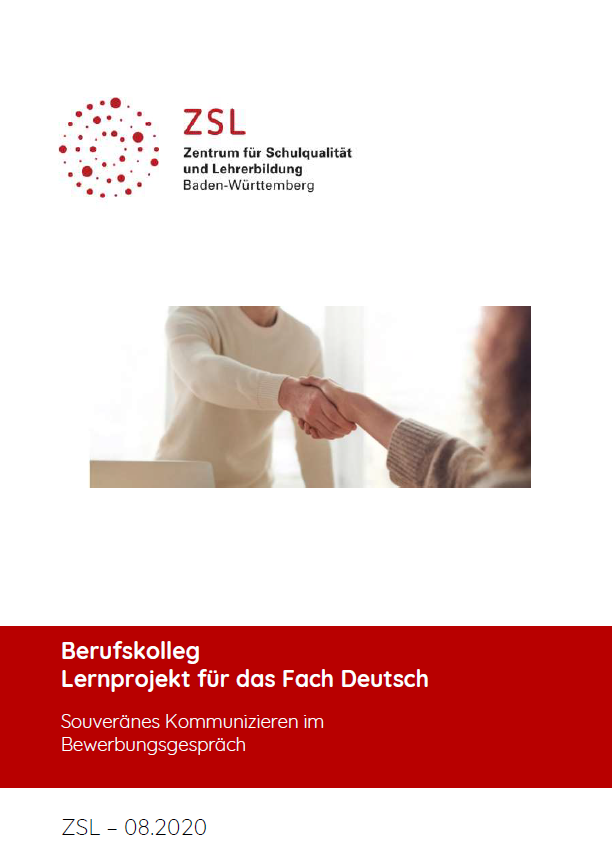 ZSL
Zentrum für Schulqualität
und Lehrerbildung
Baden-Württemberg
Berufskolleg
Lernprojekt für das Fach Deutsch
Souveränes Kommunizieren im
Bewerbungsgespräch
ZSL – 08.2020